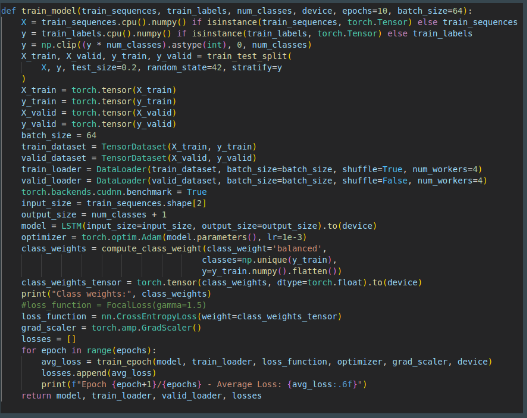 def train_model(train_sequences, train_labels, num_classes, device, epochs=10, batch_size=64):
X = train_sequences.cpu().numpy() if isinstance(train_sequences, torch.Tensor) else train_sequences
y = train_labels.cpu().numpy() if isinstance(train_labels, torch.Tensor) else train_labels
y = np.clip((y * num_classes).astype(int), 0, num_classes)
X_train, X_valid, y_train, y_valid = train_test_split(
X, y, test_size=0.2, random_state=42, stratify=y
)
X_train = torch.tensor(X_train)
y_train = torch.tensor(y_train)
X_valid = torch.tensor(X_valid)
y_valid = torch.tensor(y_valid)
batch_size = 64
train_dataset = TensorDataset(X_train, y_train)
valid_dataset = TensorDataset(X_valid, y_valid)
train_loader = DataLoader(train_dataset, batch_size=batch_size, shuffle=True, num_workers=4)
valid_loader = DataLoader(valid_dataset, batch_size=batch_size, shuffle=False, num_workers=4)
torch.backends.cudnn.benchmark = True
input_size = train_sequences.shape[2]
output_size = num_classes + 1
model = LSTM(input_size=input_size, output_size=output_size).to(device)
optimizer = torch.optim.Adam(model.parameters(), lr=1e-3)
class_weights = compute_class_weight(class_weight='balanced',
classes=np.unique(y_train),
y=y_train.numpy().flatten())
class_weights_tensor = torch.tensor(class_weights, dtype=torch.float).to(device)
print("Class weights:", class_weights)
#loss_function = FocalLoss(gamma=1.5)
loss_function = nn.CrossEntropyLoss(weight=class_weights_tensor)
grad_scaler = torch.amp.GradScaler()
losses = []
for epoch in range(epochs):
avg_loss = train_epoch(model, train_loader, loss_function, optimizer, grad_scaler, device)
losses.append(avg_loss)
print(f"Epoch {epoch+1}/{epochs} - Average Loss: {avg_loss:.6f}")
return model, train_loader, valid_loader, losses